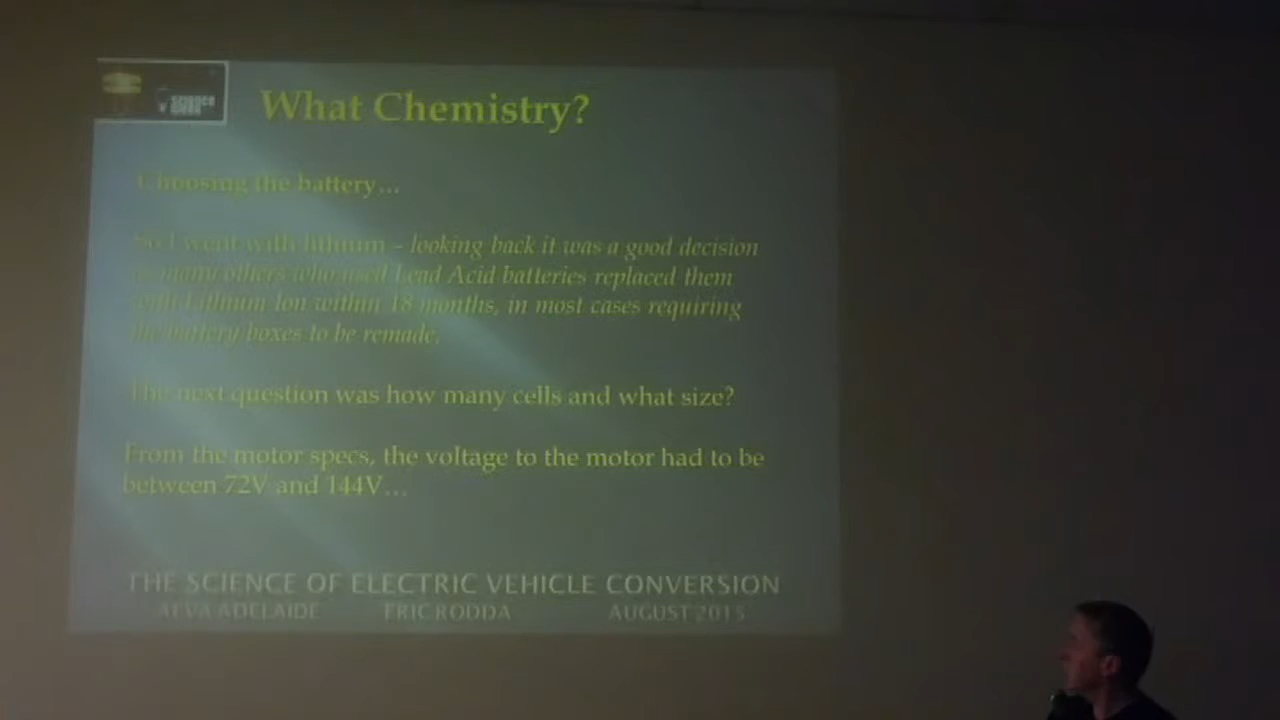 science
week
What Chemistry?
Choosing the battery…
So I went with lithium – looking back it was a good decision
as many others who used Lead Acid batteries replaced them
with Lithium Ion within 18 months, in most cases requiring
the battery boxes to be remade.
The next question was how many cells and what size?
From the motor specs, the voltage to the motor had to be
between 72V and 144V…
THE SCIENCE OF ELECTRIC VEHICLE CONVERSION
AEVA ADELAIDE ERIC RODDA AUGUST 2015